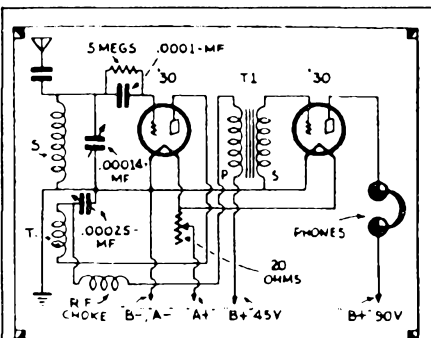 5 MEGS.
.0001-MF
'30
T1
'30
S
.00014-
MF
P
S
.00025-
MF
T.
PHONES
20
OHMS
R.F.
CHOKE
"B-", "A-"
"A+"
"B+" 45V
"B+" 90V